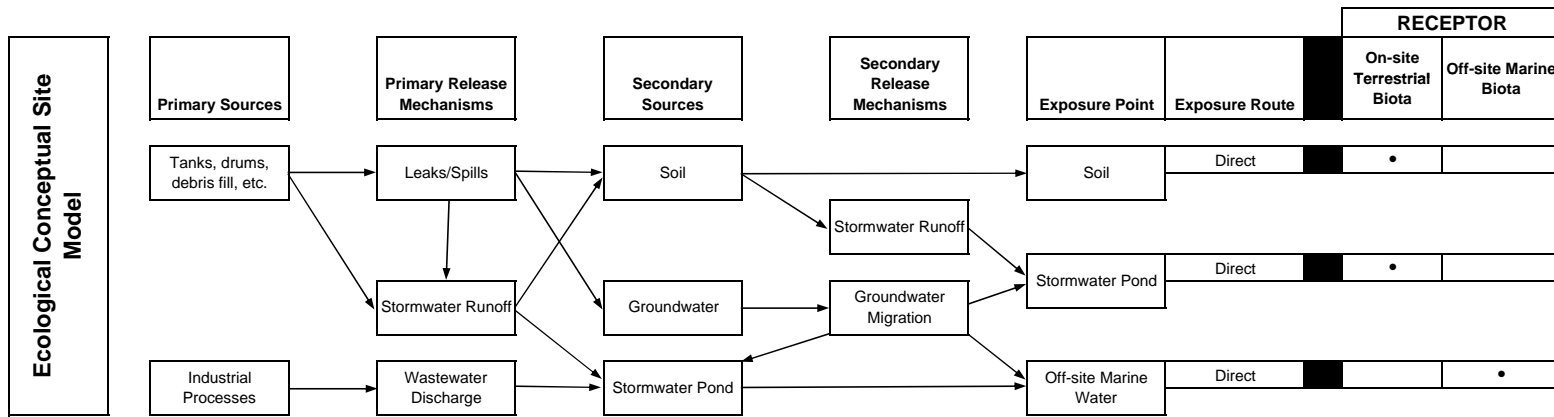 RECEPTOR
Ecological Conceptual Site
Model
Primary Sources
Primary Release
Mechanisms
Secondary
Sources
Secondary
Release
Mechanisms
Exposure Point
Exposure Route
On-site
Terrestrial
Biota
Off-site Marine
Biota
Tanks, drums,
debris fill, etc.
Leaks/Spills
Soil
Soil
Direct
•
Stormwater Runoff
Stormwater Runoff
Groundwater
Groundwater
Migration
Stormwater Pond
Direct
•
Industrial
Processes
Wastewater
Discharge
Stormwater Pond
Off-site Marine
Water
Direct
•